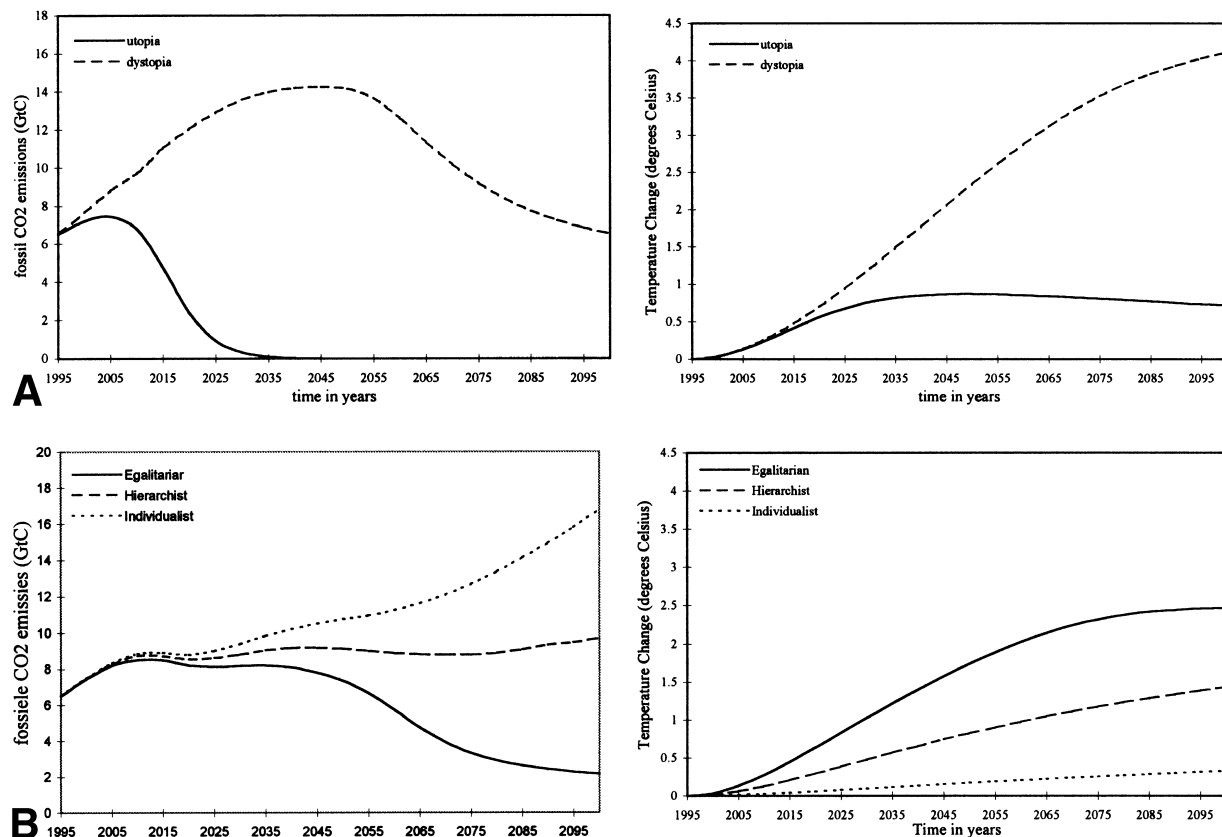 18
16
14
12
10
8
6
4
2
0
fossil CO2 emissions (GtC)
utopia
dystopia
1995 2005 2015 2025 2035 2045 2055 2065 2075 2085 2095
time in years
A
4.5
4
3.5
3
2.5
2
1.5
1
0.5
0
Temperature Change (degrees Celsius)
utopia
dystopia
1995 2005 2015 2025 2035 2045 2055 2065 2075 2085 2095
time in years
20
18
16
14
12
10
8
6
4
2
0
fossiele CO2 emissies (GtC)
Egalitariar
Hierarchist
Individualist
1995 2005 2015 2025 2035 2045 2055 2065 2075 2085 2095
B
4.5
4
3.5
3
2.5
2
1.5
1
0.5
0
Temperature Change (degrees Celsius)
Egalitarian
Hierarchist
Individualist
1995 2005 2015 2025 2035 2045 2055 2065 2075 2085 2095
Time in years